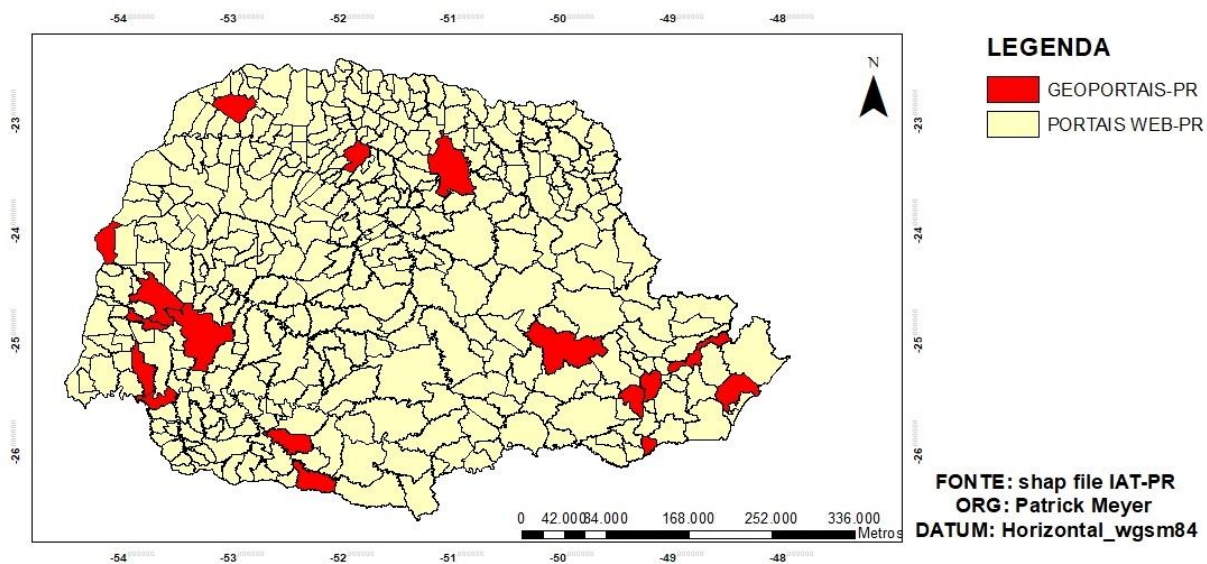 -54 -53 -52 -51 -50 -49 -48
-23
-24
-25
-26
-23
-24
-25
-26
N
LEGENDA
GEOPORTAIS-PR
PORTAIS WEB-PR
0 42.000 84.000 168.000 252.000 336.000
Metros
-54 -53 -52 -51 -50 -49 -48
FONTE: shap file IAT-PR
ORG: Patrick Meyer
DATUM: Horizontal_wgsm84